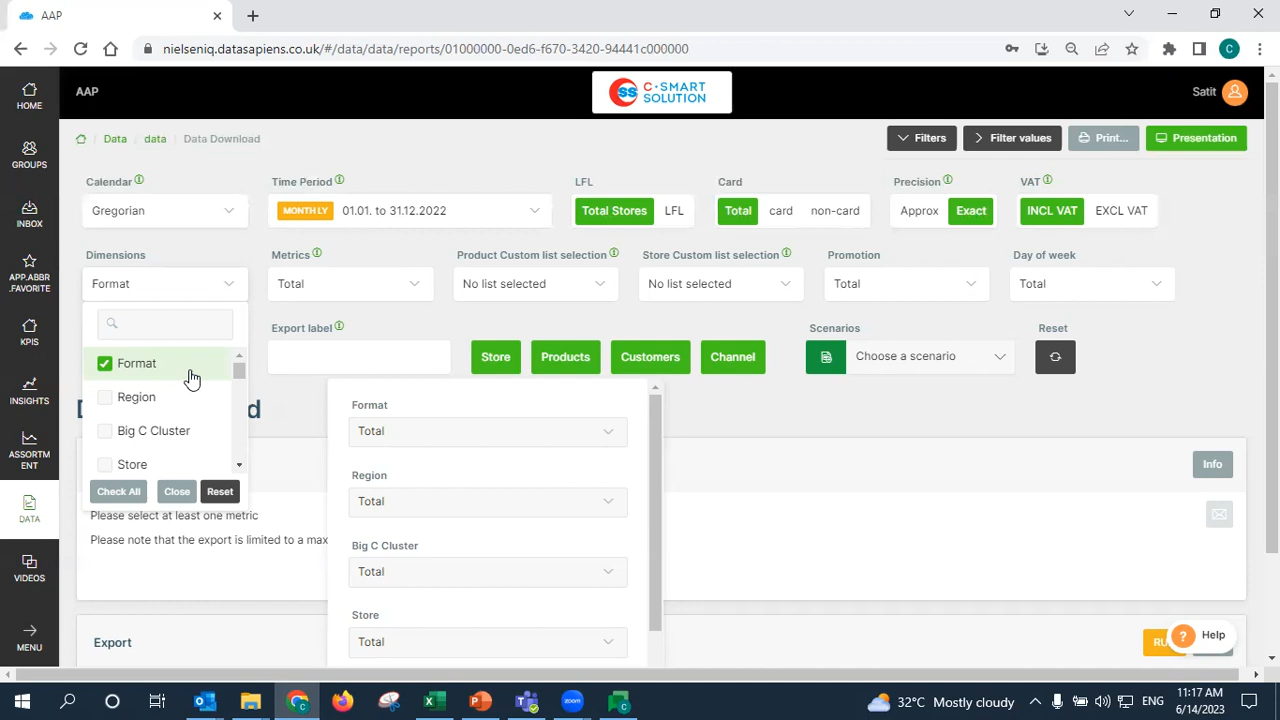 AAP
nielseniq.datasapiens.co.uk/#/data/data/reports/01000000-0ed6-f670-3420-94441c000000
C
AAP
CSS C·SMART SOLUTION
Satit
HOME
GROUPS
INBOX
APP.ABBR
.FAVORITE
KPIS
INSIGHTS
ASSORTM
ENT
DATA
VIDEOS
MENU
Data / data / Data Download
Filters
Filter values
Print...
Presentation
Calendar
Time Period
LFL
Card
Precision
VAT
Gregorian
MONTHLY 01.01. to 31.12.2022
Total Stores LFL
Total card non-card
Approx Exact
INCL VAT EXCL VAT
Dimensions
Metrics
Product Custom list selection
Store Custom list selection
Promotion
Day of week
Format
Total
No list selected
No list selected
Total
Total
Format
Region
Big C Cluster
Store
Check All
Close
Reset
Export label
Store
Products
Customers
Channel
Scenarios
Choose a scenario
Reset
D
d
Format
Total
Region
Total
Big C Cluster
Total
Store
Total
Info
Please select at least one metric
Please note that the export is limited to a max
Export
RU
? Help
32°C Mostly cloudy
ENG
11:17 AM
6/14/2023